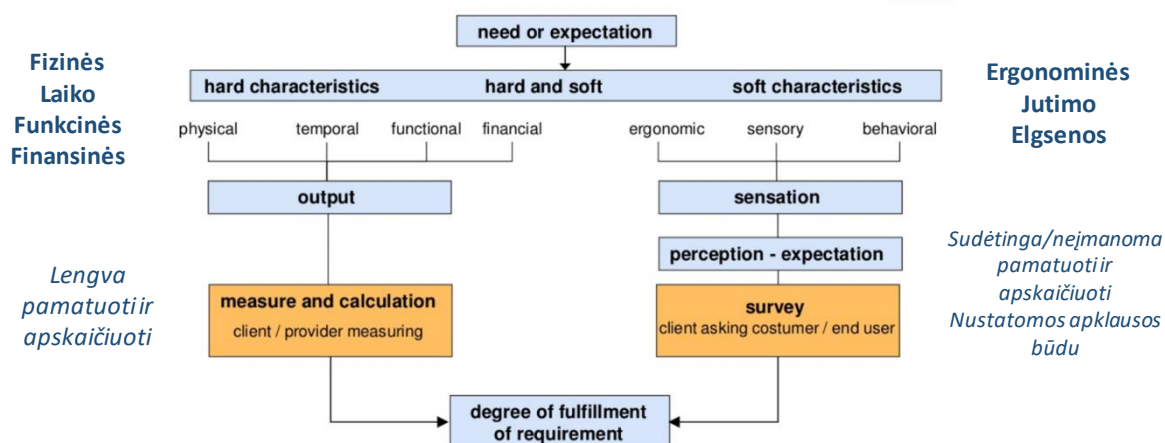 need or expectation
Fizinės
Laiko
Funkcinės
Finansinės
hard characteristics hard and soft soft characteristics
Ergonominės
Jutimo
Elgsenos
physical temporal functional financial ergonomic sensory behavioral
output sensation
perception - expectation
Lengva
pamatuoti ir
apskaičiuoti
measure and calculation
client / provider measuring
survey
client asking costumer / end user
Sudėtinga/neįmanoma
pamatuoti ir
apskaičiuoti
Nustatomos apklausos
būdu
degree of fulfillment
of requirement